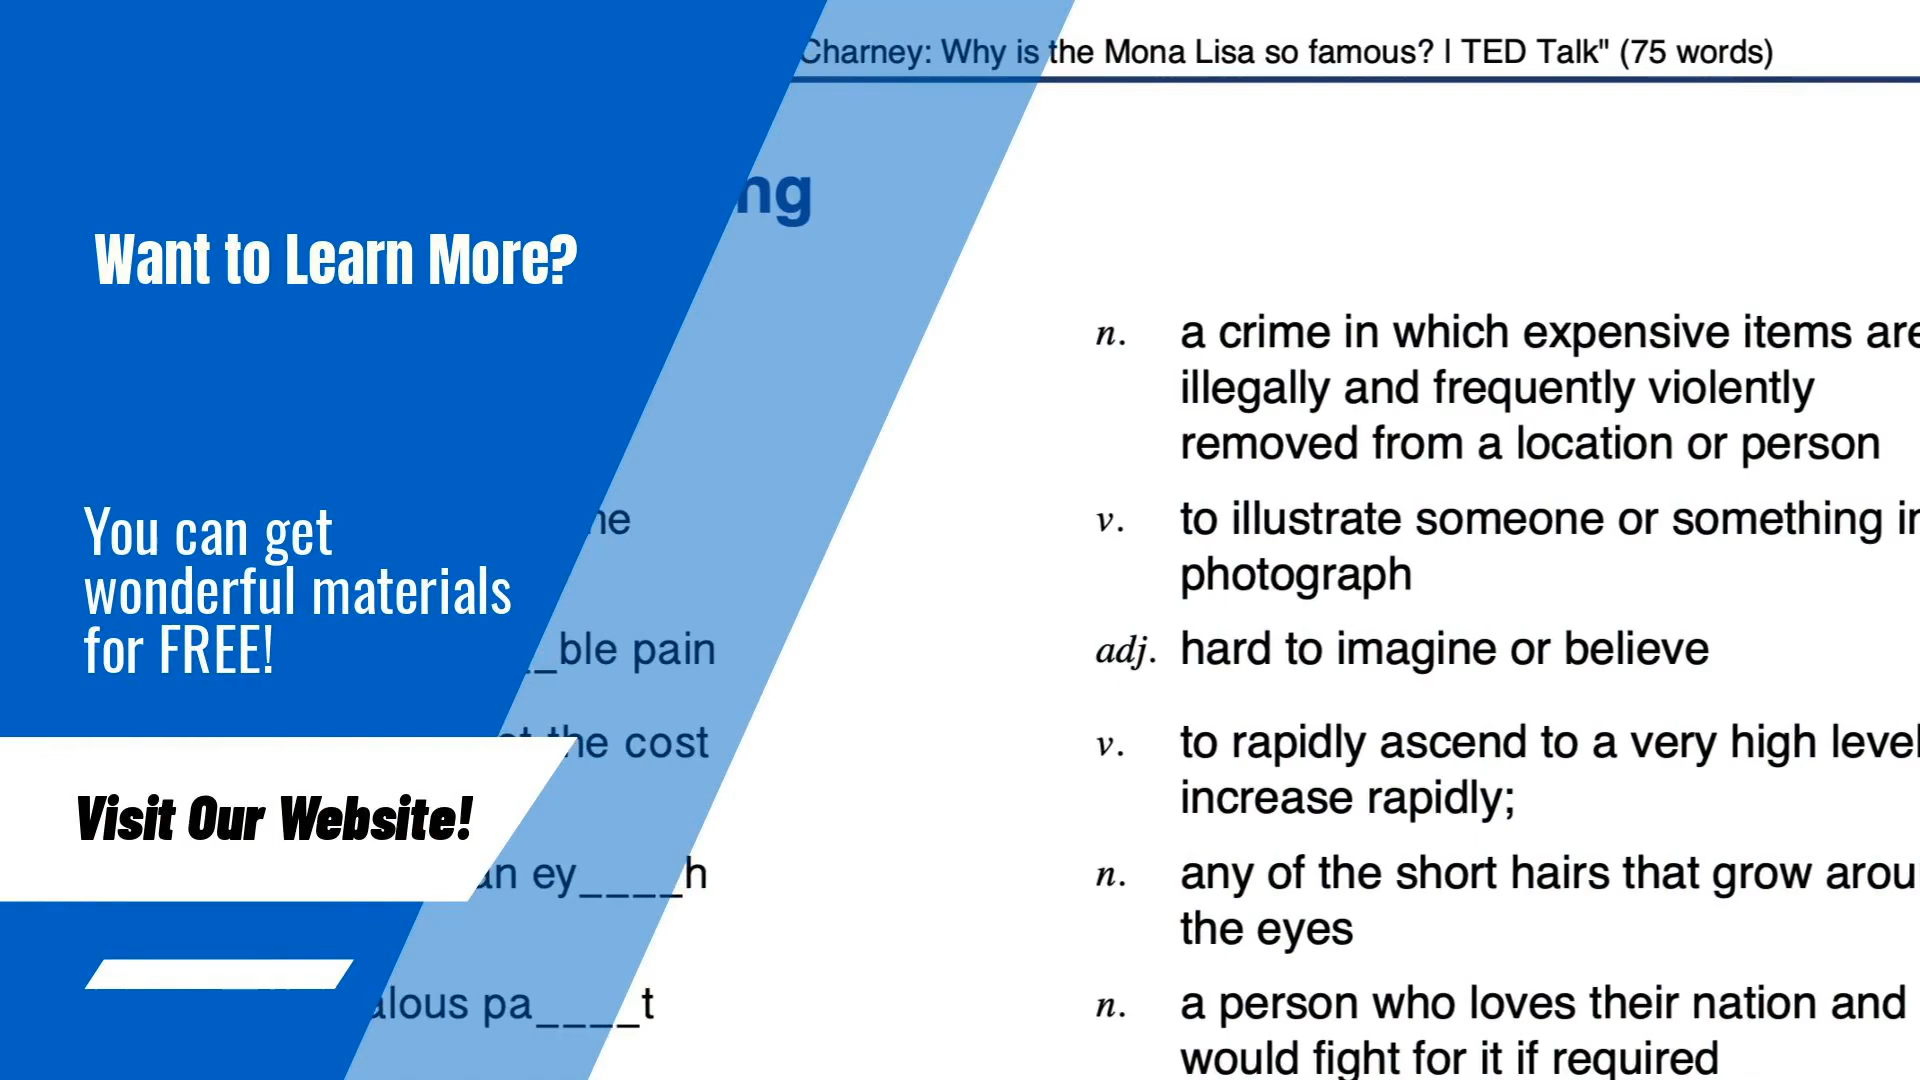 Charney: Why is the Mona Lisa so famous? | TED Talk" (75 words)
ng
Want to Learn More?
You can get
wonderful materials
for FREE!
Visit Our Website!
n. a crime in which expensive items are
illegally and frequently violently
removed from a location or person
ne v. to illustrate someone or something in
photograph
_ble pain adj. hard to imagine or believe
the cost v. to rapidly ascend to a very high level
increase rapidly;
an ey____h n. any of the short hairs that grow arou
the eyes
alous pa____t n. a person who loves their nation and
would fight for it if required